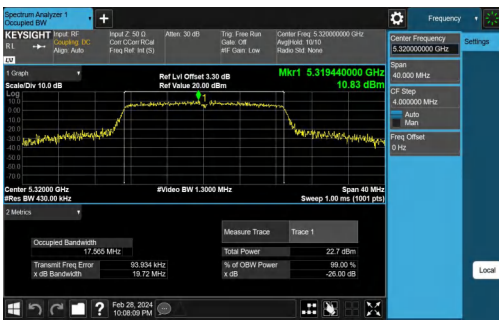 Spectrum Analyzer 1
Occupied BW
Frequency
KEYSIGHT
RL
Input: RF
Coupling: DC
Align: Auto
Input Z: 50 Ω
Corr CCorr RCal
Freq Ref: Int (S)
Atten: 30 dB
Trig: Free Run
Gate: Off
#IF Gain: Low
Center Freq: 5.320000000 GHz
Avg|Hold: 10/10
Radio Std: None
LV
Center Frequency
5.320000000 GHz
Settings
Span
40.000 MHz
CF Step
4.000000 MHz
Auto
Man
Freq Offset
0 Hz
Local
1 Graph
Scale/Div 10.0 dB
Ref Lvl Offset 3.30 dB
Ref Value 20.00 dBm
Mkr1 5.319440000 GHz
10.83 dBm
Log
10.0
0.00
-10.0
-20.0
-30.0
-40.0
-50.0
-60.0
-70.0
1
Center 5.32000 GHz
#Res BW 430.00 kHz
#Video BW 1.3000 MHz
Span 40 MHz
Sweep 1.00 ms (1001 pts)
2 Metrics
Measure Trace Trace 1
Occupied Bandwidth
17.565 MHz
Total Power 22.7 dBm
Transmit Freq Error 93.934 kHz
% of OBW Power 99.00 %
x dB Bandwidth 19.72 MHz
x dB -26.00 dB
?
Feb 28, 2024
10:08:09 PM